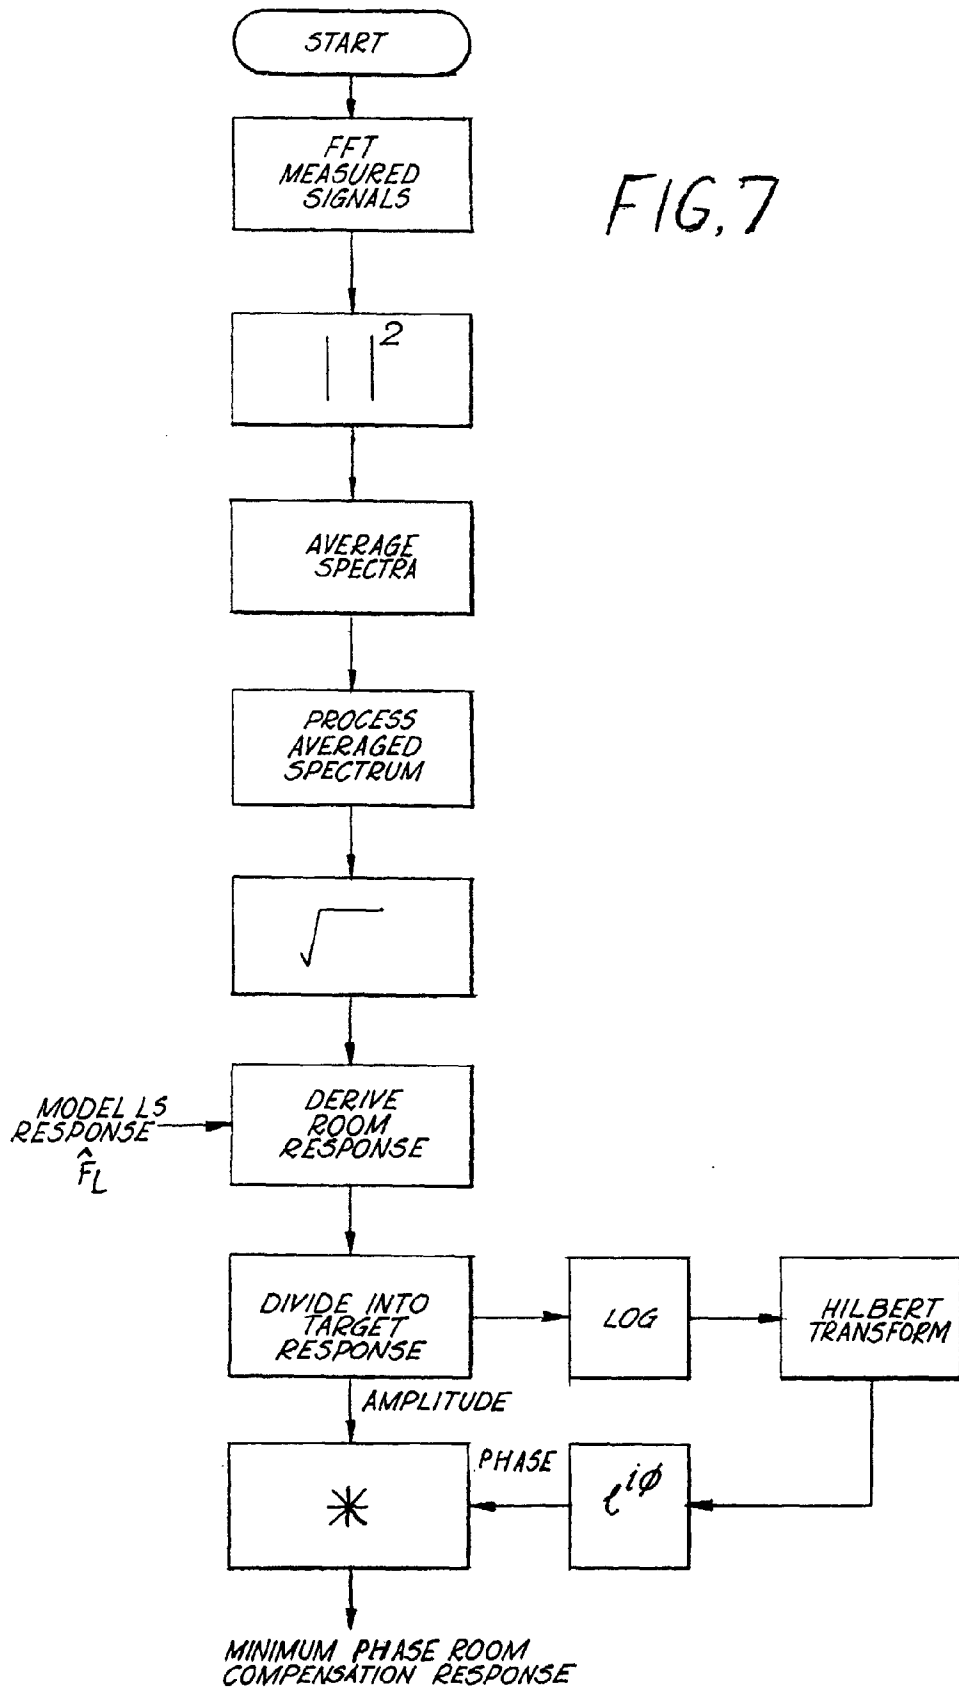 START
FFT
MEASURED
SIGNALS
FIG. 7
| |²
AVERAGE
SPECTRA
PROCESS
AVERAGED
SPECTRUM
√
MODEL LS
RESPONSE
F̂L
DERIVE
ROOM
RESPONSE
DIVIDE INTO
TARGET
RESPONSE
LOG
HILBERT
TRANSFORM
AMPLITUDE
PHASE
e^iφ
*
MINIMUM PHASE ROOM
COMPENSATION RESPONSE